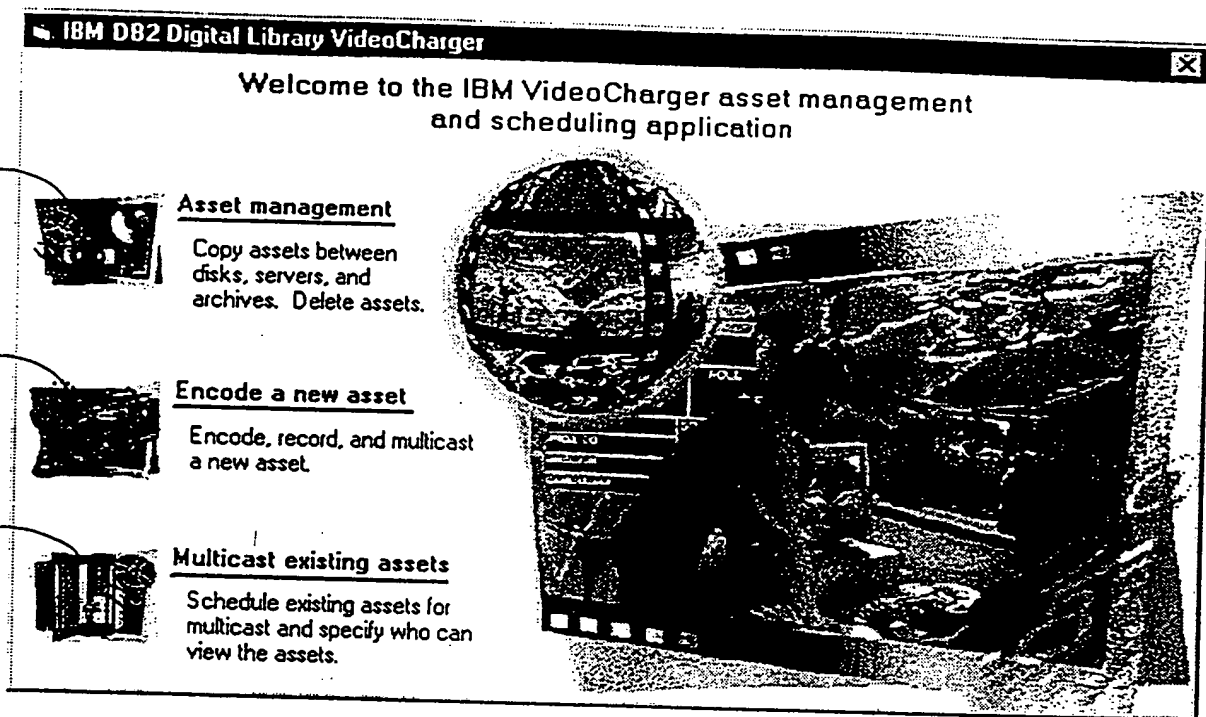 IBM DB2 Digital Library VideoCharger
Welcome to the IBM VideoCharger asset management
and scheduling application
Asset management
Copy assets between
disks, servers, and
archives. Delete assets.
Encode a new asset
Encode, record, and multicast
a new asset.
Multicast existing assets
Schedule existing assets for
multicast and specify who can
view the assets.